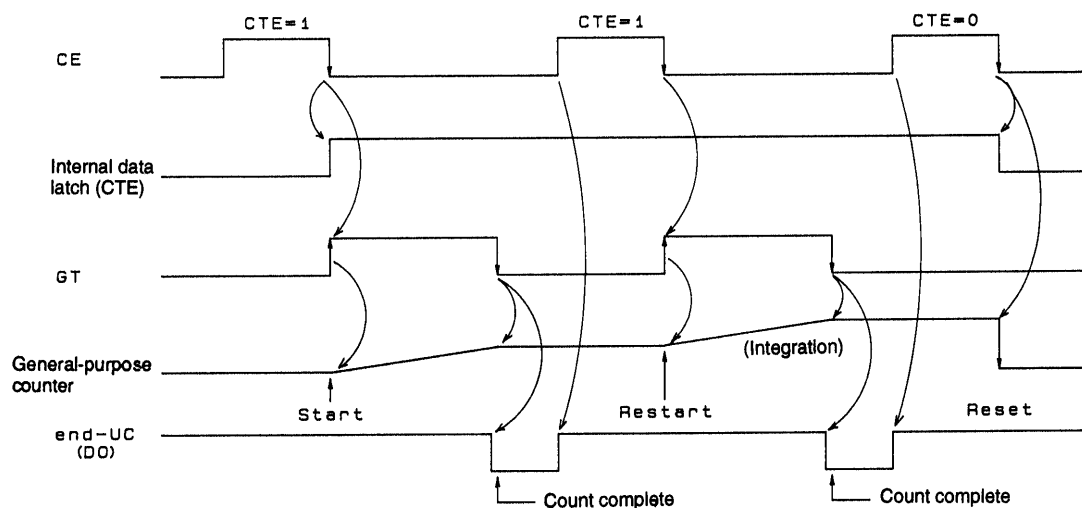 CTE=1 CTE=1 CTE=0
CE
Internal data
latch (CTE)
GT
(Integration)
General-purpose
counter
Start Restart Reset
end-UC
(DO)
Count complete Count complete